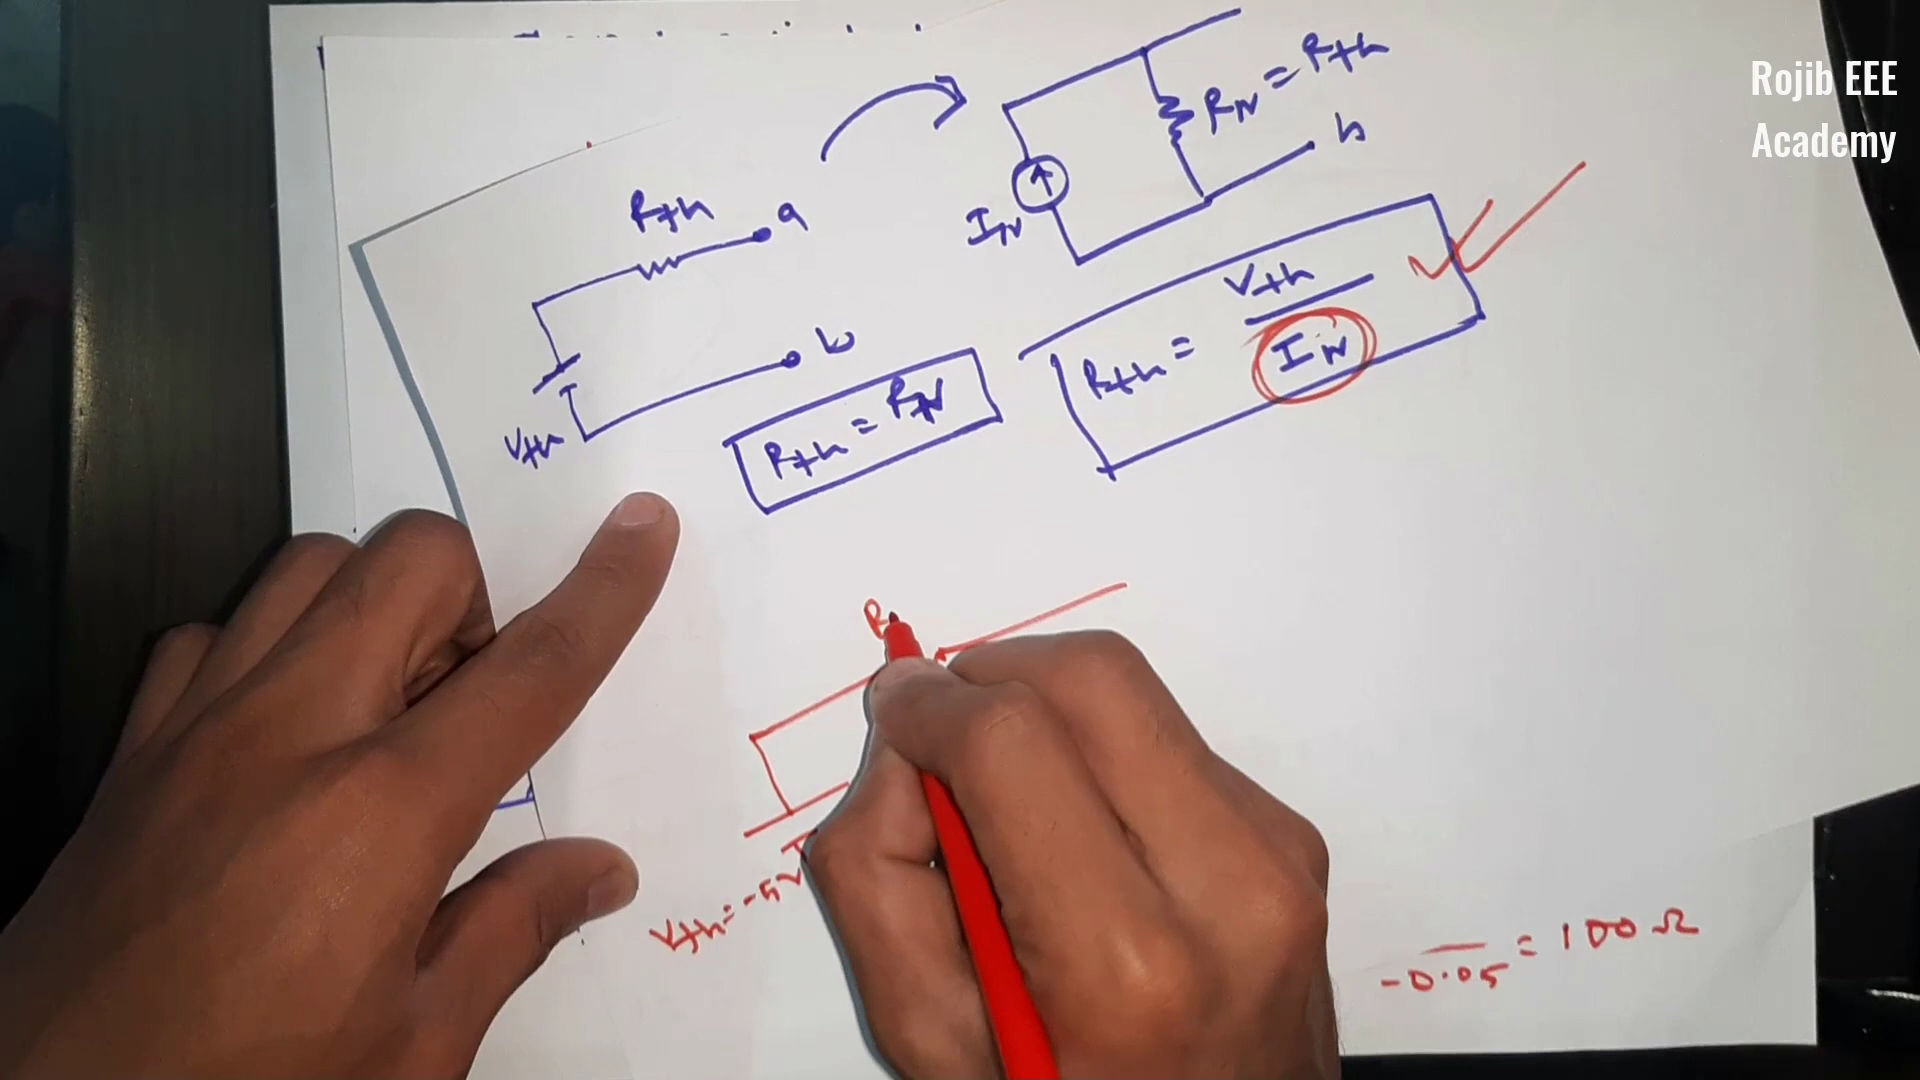 Rojib EEE
Academy
RN = Rth
b
IN
Rth
a
b
Vth
Rth = RN
Rth = Vth / IN
R
Vth = -5V
-0.05 = 100 Ω